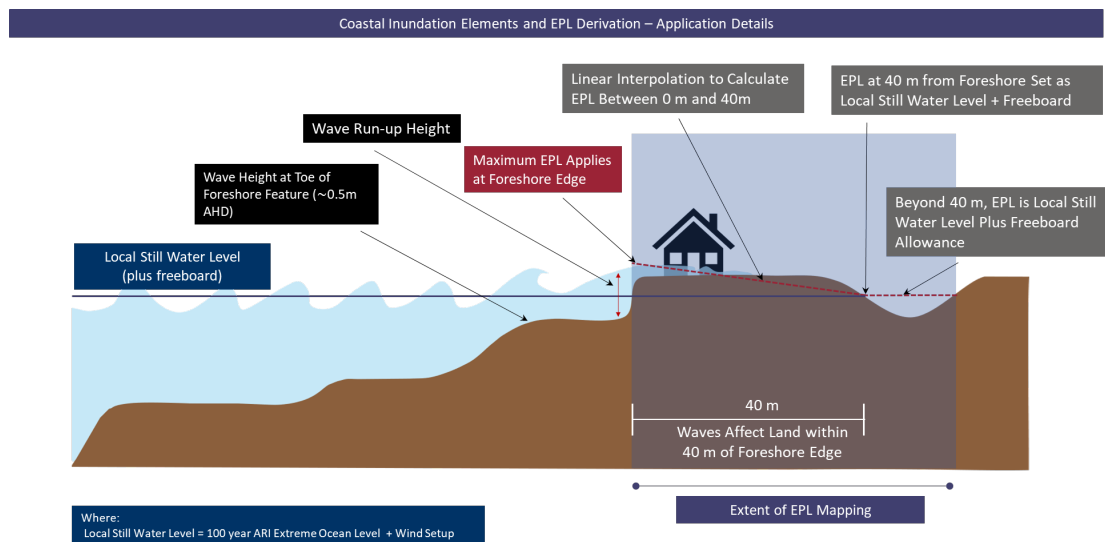 Coastal Inundation Elements and EPL Derivation – Application Details
Linear Interpolation to Calculate
EPL Between 0 m and 40m
EPL at 40 m from Foreshore Set as
Local Still Water Level + Freeboard
Wave Run-up Height
Maximum EPL Applies
at Foreshore Edge
Wave Height at Toe of
Foreshore Feature (~0.5m
AHD)
Beyond 40 m, EPL is Local Still
Water Level Plus Freeboard
Allowance
Local Still Water Level
(plus freeboard)
40 m
Waves Affect Land within
40 m of Foreshore Edge
Extent of EPL Mapping
Where:
Local Still Water Level = 100 year ARI Extreme Ocean Level + Wind Setup